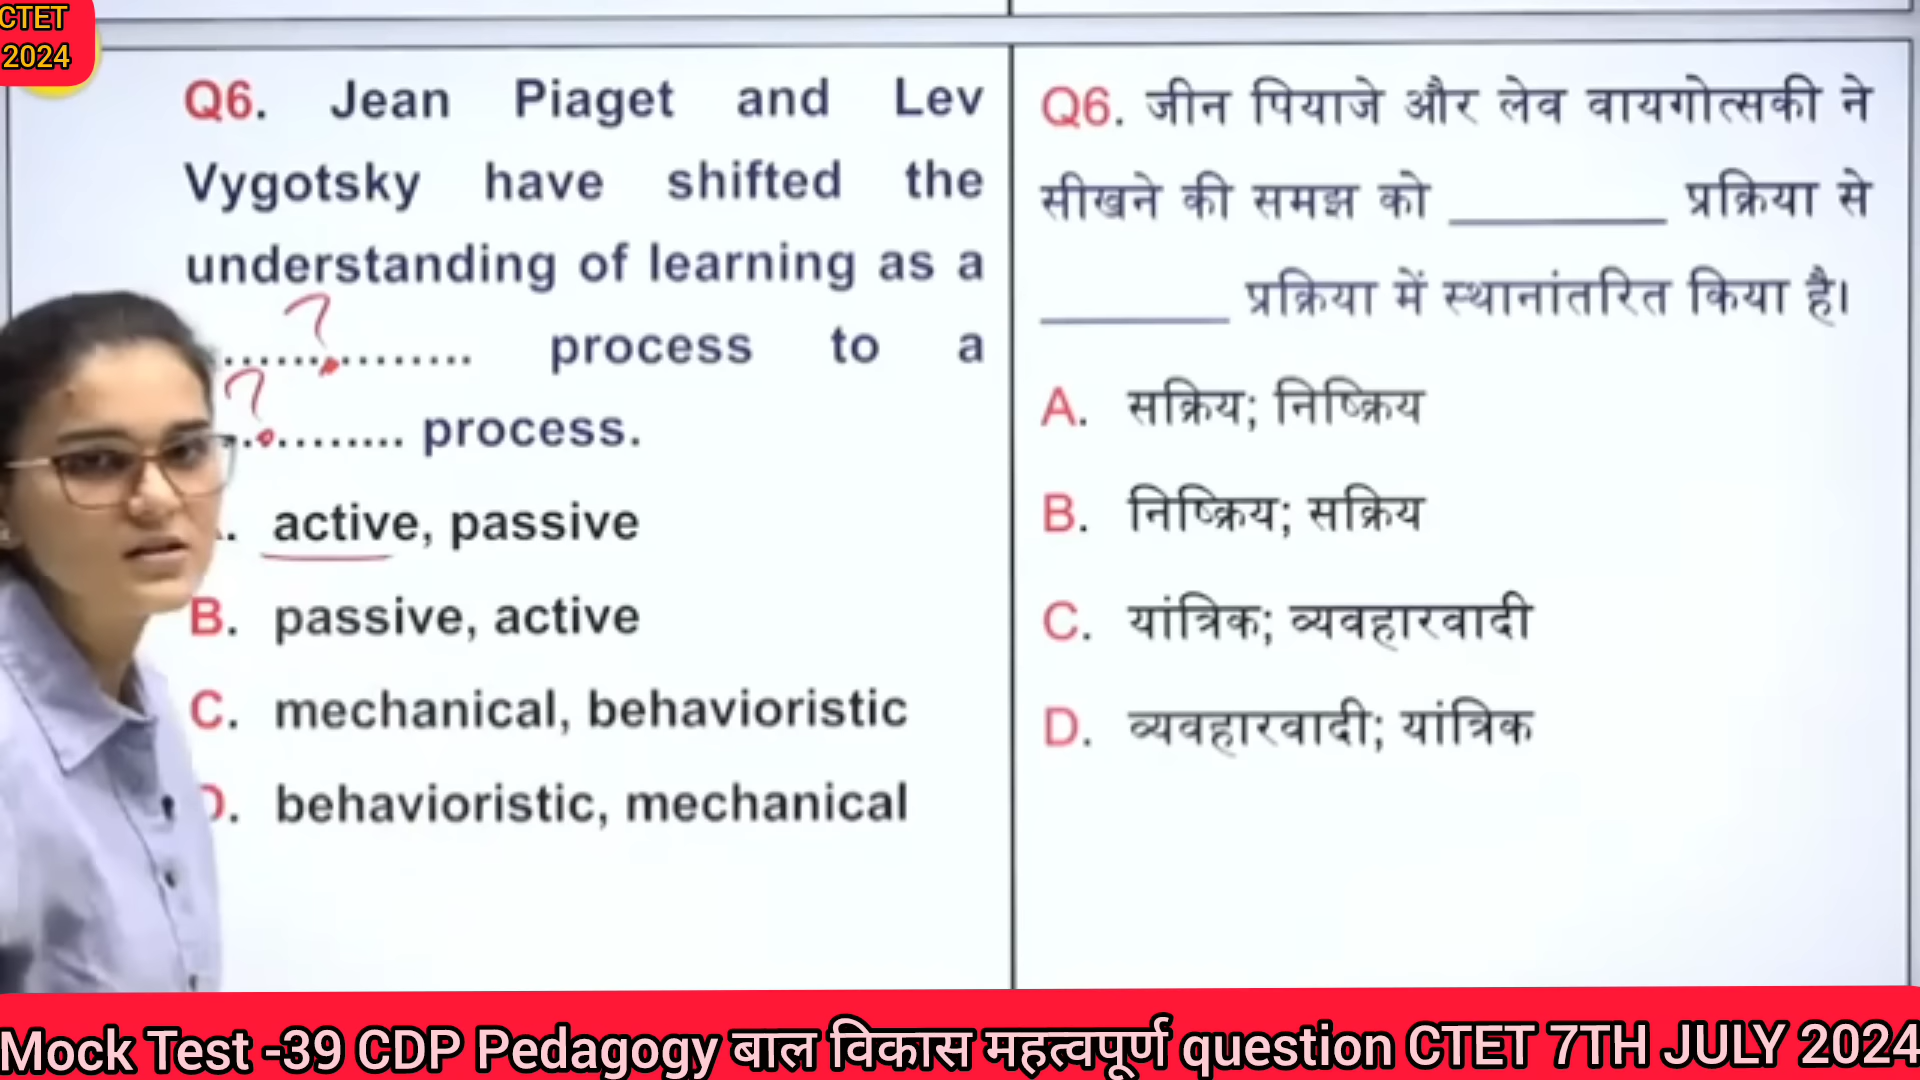 CTET
2024
Q6. Jean Piaget and Lev
Vygotsky have shifted the
understanding of learning as a
............... process to a
........... process.
active, passive
B. passive, active
C. mechanical, behavioristic
D. behavioristic, mechanical
Q6. जीन पियाजे और लेव वायगोत्सकी ने
सीखने की समझ को ________ प्रक्रिया से
_______ प्रक्रिया में स्थानांतरित किया है।
A. सक्रिय; निष्क्रिय
B. निष्क्रिय; सक्रिय
C. यांत्रिक; व्यवहारवादी
D. व्यवहारवादी; यांत्रिक
Mock Test -39 CDP Pedagogy बाल विकास महत्वपूर्ण question CTET 7TH JULY 2024